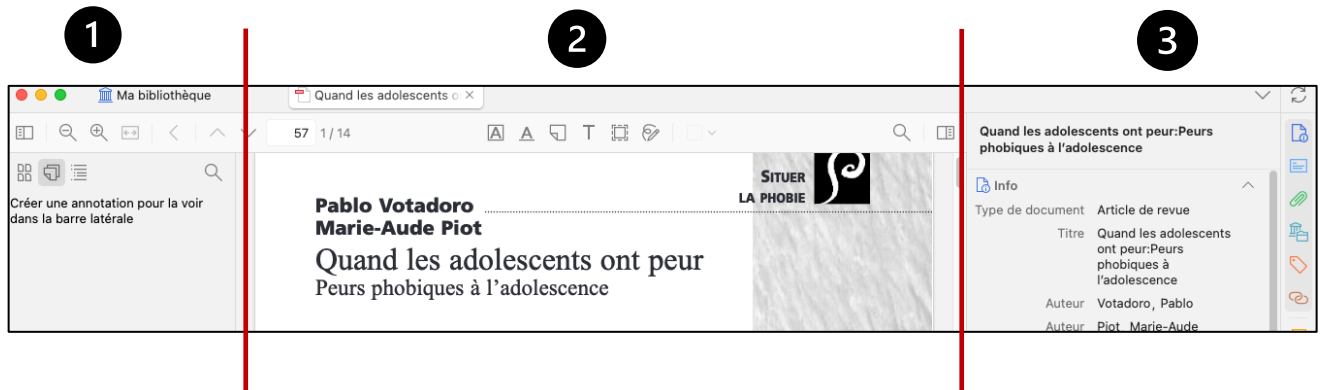 1
2
3
Ma bibliothèque
Quand les adolescents o
57 1 / 14
A A T
Créer une annotation pour la voir
dans la barre latérale
SITUER
LA PHOBIE
Pablo Votadoro
Marie-Aude Piot
Quand les adolescents ont peur
Peurs phobiques à l’adolescence
Quand les adolescents ont peur:Peurs
phobiques à l’adolescence
Info
Type de document Article de revue
Titre Quand les adolescents
ont peur:Peurs
phobiques à
l’adolescence
Auteur Votadoro, Pablo
Auteur Piot, Marie-Aude